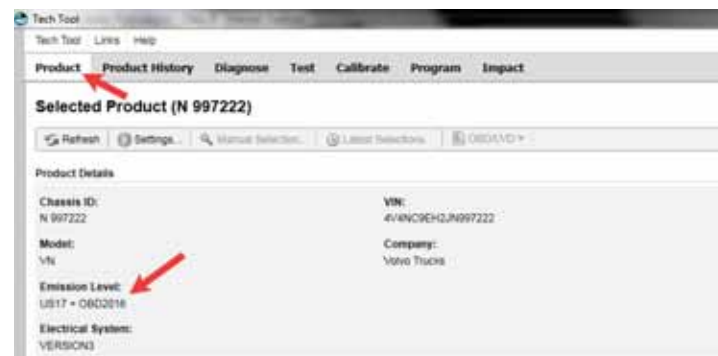 Tech Tool
Tech Tool Links Help
Product Product History Diagnose Test Calibrate Program Impact
Selected Product (N 997222)
Refresh Settings... Manual Selection... Latest Selections OBD/LVD
Product Details
Chassis ID: VIN:
N 997222 4V4NC9EH2JN997222
Model: Company:
VN Volvo Trucks
Emission Level:
US17 + OBD2016
Electrical System:
VERSION3